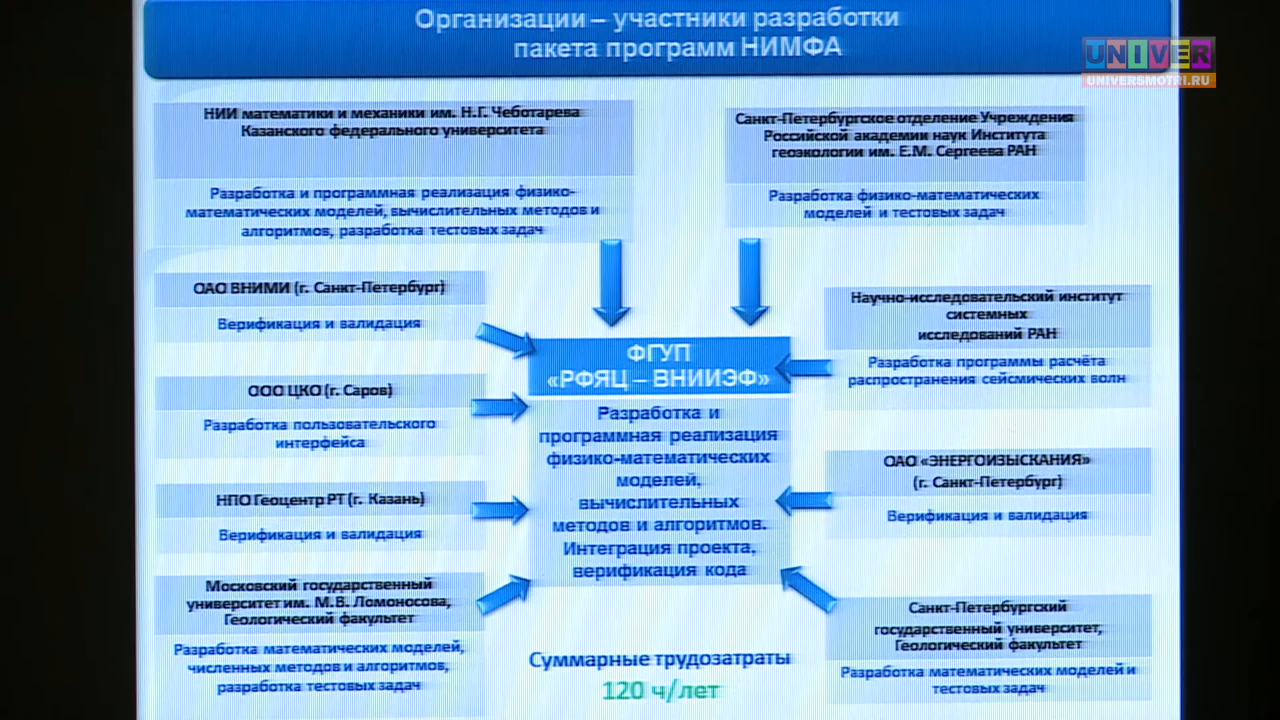 Организации – участники разработки
пакета программ НИМФА
UNIVER
UNIVERSMOTRI.RU
НИИ математики и механики им. Н.Г. Чеботарева
Казанского федерального университета
Разработка и программная реализация физико-
математических моделей, вычислительных методов и
алгоритмов, разработка тестовых задач
Санкт-Петербургское отделение Учреждения
Российской академии наук Института
геоэкологии им. Е.М. Сергеева РАН
Разработка физико-математических
моделей и тестовых задач
ОАО ВНИМИ (г. Санкт-Петербург)
Верификация и валидация
ООО ЦКО (г. Саров)
Разработка пользовательского
интерфейса
НПО Геоцентр РТ (г. Казань)
Верификация и валидация
Московский государственный
университет им. М.В. Ломоносова,
Геологический факультет
Разработка математических моделей,
численных методов и алгоритмов,
разработка тестовых задач
ФГУП
«РФЯЦ – ВНИИЭФ»
Разработка и
программная реализация
физико-математических
моделей,
вычислительных
методов и алгоритмов.
Интеграция проекта,
верификация кода
Суммарные трудозатраты
120 ч/лет
Научно-исследовательский институт
системных
исследований РАН
Разработка программы расчёта
распространения сейсмических волн
ОАО «ЭНЕРГОИЗЫСКАНИЯ»
(г. Санкт-Петербург)
Верификация и валидация
Санкт-Петербургский
государственный университет,
Геологический факультет
Разработка математических моделей и
тестовых задач